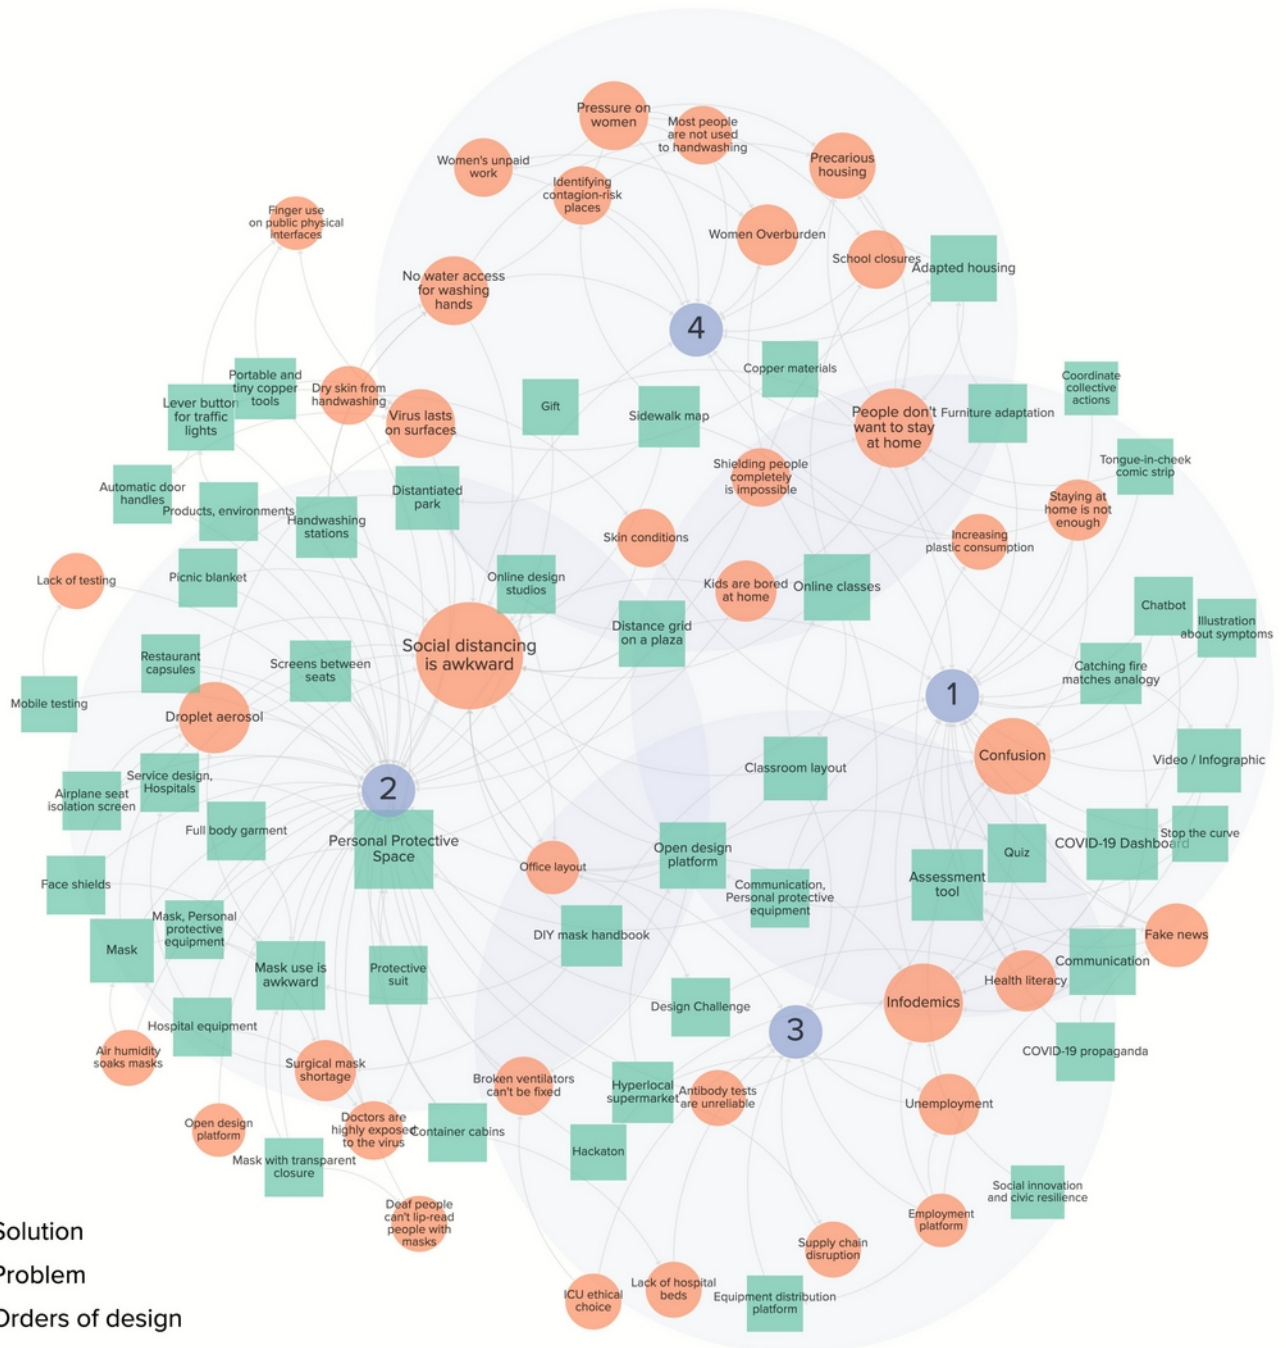 Pressure on
women
Most people
are not used
to handwashing
Women's unpaid
work
Identifying
contagion-risk
places
Precarious
housing
Finger use
on public physical
interfaces
Women Overburden
School closures
Adapted housing
No water access
for washing
hands
4
Copper materials
Portable and
tiny copper
tools
Dry skin from
handwashing
Lever button
for traffic
lights
Virus lasts
on surfaces
Gift
Sidewalk map
People don't
want to stay
at home
Furniture adaptation
Coordinate
collective
actions
Tongue-in-cheek
comic strip
Shielding people
completely
is impossible
Automatic door
handles
Products, environments
Handwashing
stations
Distantiated
park
Staying at
home is not
enough
Skin conditions
Increasing
plastic consumption
Lack of testing
Picnic blanket
Online design
studios
Kids are bored
at home
Online classes
Chatbot
Illustration
about symptoms
Distance grid
on a plaza
Social distancing
is awkward
Restaurant
capsules
Screens between
seats
Catching fire
matches analogy
1
Mobile testing
Droplet aerosol
Confusion
Video / Infographic
Classroom layout
Service design,
Hospitals
2
Airplane seat
isolation screen
Full body garment
Personal Protective
Space
Open design
platform
Quiz
COVID-19 Dashboard
Stop the curve
Office layout
Face shields
Communication,
Personal protective
equipment
Assessment
tool
Mask, Personal
protective
equipment
DIY mask handbook
Fake news
Mask
Mask use is
awkward
Protective
suit
Communication
Health literacy
Infodemics
Design Challenge
3
Hospital equipment
COVID-19 propaganda
Air humidity
soaks masks
Surgical mask
shortage
Broken ventilators
can't be fixed
Hyperlocal
supermarket
Antibody tests
are unreliable
Unemployment
Open design
platform
Doctors are
highly exposed
to the virus
Container cabins
Hackaton
Mask with transparent
closure
Social innovation
and civic resilience
Deaf people
can't lip-read
people with
masks
Employment
platform
Supply chain
disruption
ICU ethical
choice
Lack of hospital
beds
Equipment distribution
platform
Solution
Problem
Orders of design